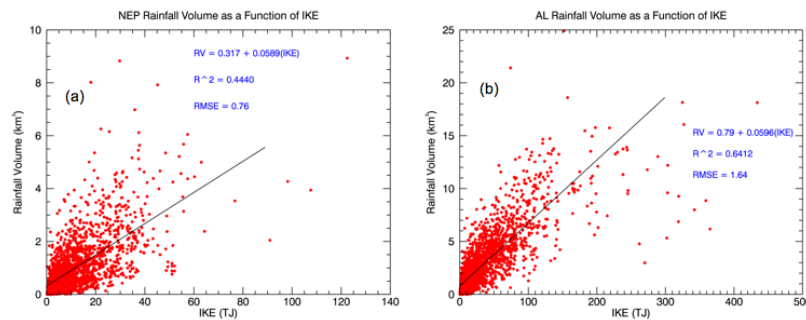 NEP Rainfall Volume as a Function of IKE
10
8
6
4
2
0
Rainfall Volume (km³)
(a)
RV = 0.317 + 0.0589(IKE)
R^2 = 0.4440
RMSE = 0.76
0 20 40 60 80 100 120 140
IKE (TJ)
AL Rainfall Volume as a Function of IKE
25
20
15
10
5
0
Rainfall Volume (km³)
(b)
RV = 0.79 + 0.0596(IKE)
R^2 = 0.6412
RMSE = 1.64
0 100 200 300 400 500
IKE (TJ)